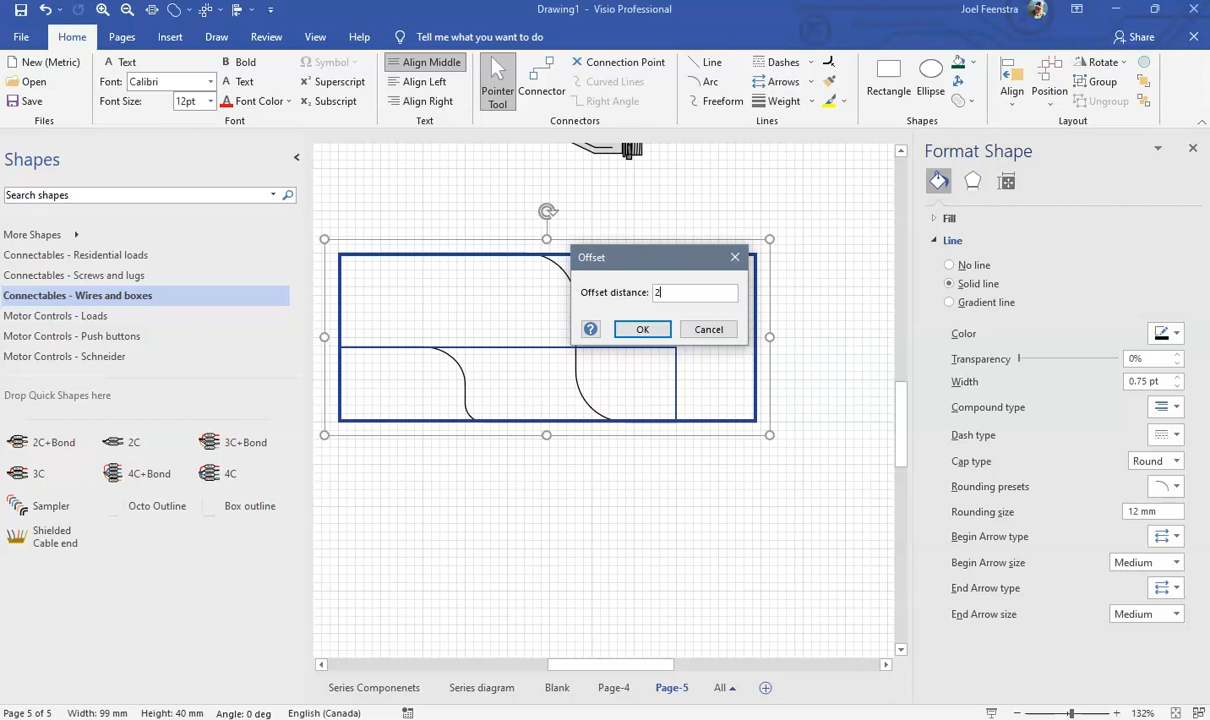 Drawing1 - Visio Professional
Joel Feenstra
File Home Pages Insert Draw Review View Help Tell me what you want to do Share
New (Metric)
Open
Save
Files
A Text
B Bold
Font: Calibri
A Text
Font Size: 12pt
A Font Color
Font
Symbol
x² Superscript
x₂ Subscript
Align Middle
Align Left
Align Right
Text
Pointer Tool
Connector
Connection Point
Curved Lines
Right Angle
Connectors
Line
Arc
Freeform
Dashes
Arrows
Weight
Lines
Rectangle
Ellipse
Shapes
Align
Position
Rotate
Group
Ungroup
Layout
Shapes
Search shapes
More Shapes
Connectables - Residential loads
Connectables - Screws and lugs
Connectables - Wires and boxes
Motor Controls - Loads
Motor Controls - Push buttons
Motor Controls - Schneider
Drop Quick Shapes here
2C+Bond 2C 3C+Bond
3C 4C+Bond 4C
Sampler Octo Outline Box outline
Shielded
Cable end
Offset
Offset distance: 2
?
OK Cancel
Format Shape
Fill
Line
No line
Solid line
Gradient line
Color
Transparency 0%
Width 0.75 pt
Compound type
Dash type
Cap type Round
Rounding presets
Rounding size 12 mm
Begin Arrow type
Begin Arrow size Medium
End Arrow type
End Arrow size Medium
Series Componenets Series diagram Blank Page-4 Page-5 All
Page 5 of 5 Width: 99 mm Height: 40 mm Angle: 0 deg English (Canada) 132%